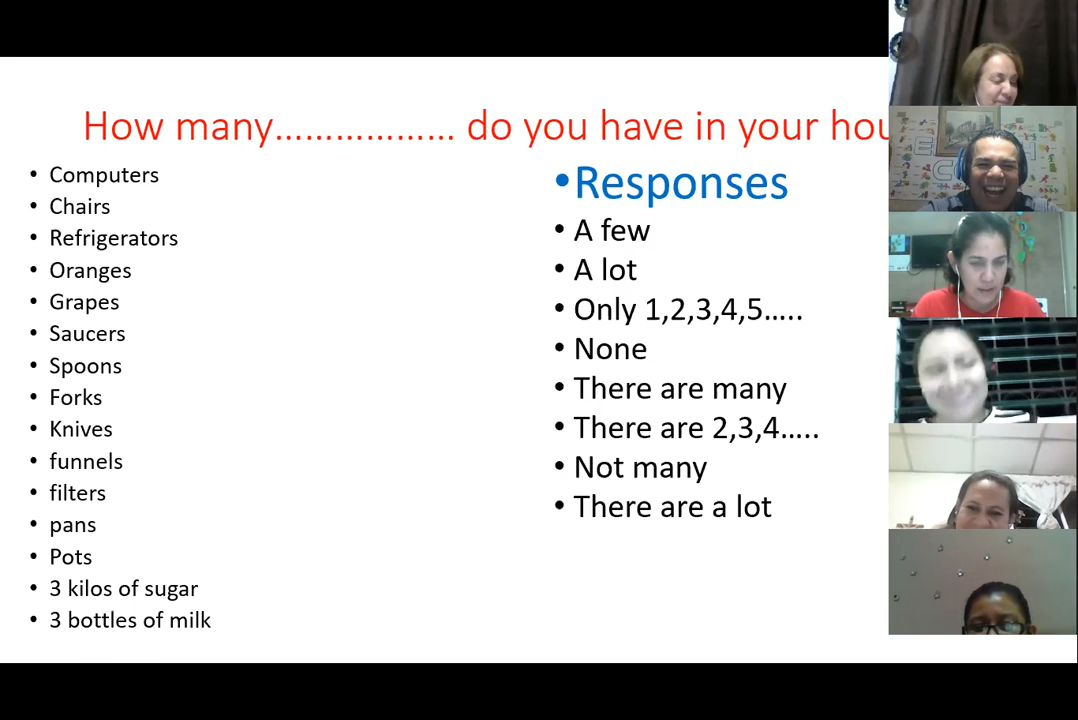 How many……………… do you have in your hou
• Computers
• Chairs
• Refrigerators
• Oranges
• Grapes
• Saucers
• Spoons
• Forks
• Knives
• funnels
• filters
• pans
• Pots
• 3 kilos of sugar
• 3 bottles of milk
• Responses
• A few
• A lot
• Only 1,2,3,4,5…..
• None
• There are many
• There are 2,3,4…..
• Not many
• There are a lot